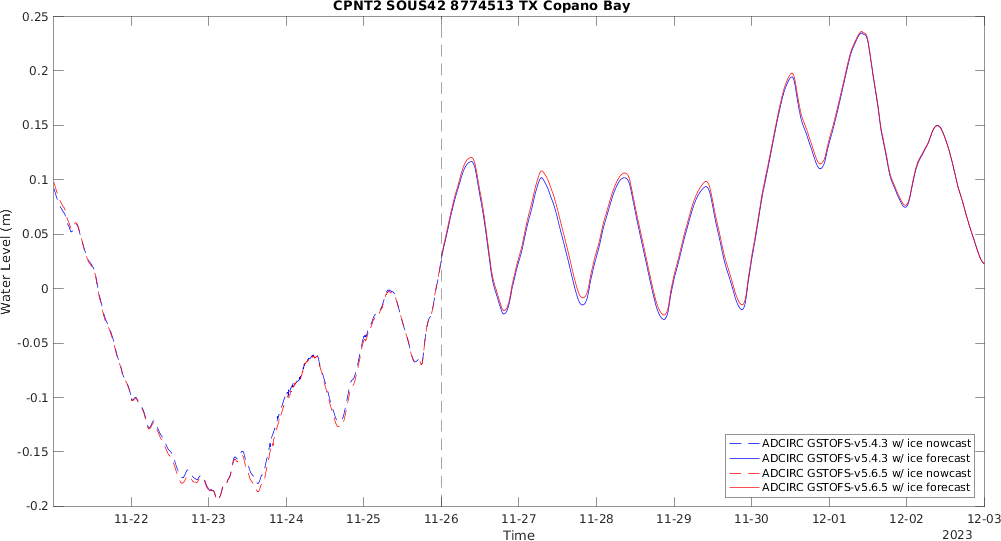 CPNT2 SOUS42 8774513 TX Copano Bay
0.25
0.2
0.15
0.1
0.05
0
-0.05
-0.1
-0.15
-0.2
Water Level (m)
11-22 11-23 11-24 11-25 11-26 11-27 11-28 11-29 11-30 12-01 12-02 12-03
Time
2023
ADCIRC GSTOFS-v5.4.3 w/ ice nowcast
ADCIRC GSTOFS-v5.4.3 w/ ice forecast
ADCIRC GSTOFS-v5.6.5 w/ ice nowcast
ADCIRC GSTOFS-v5.6.5 w/ ice forecast